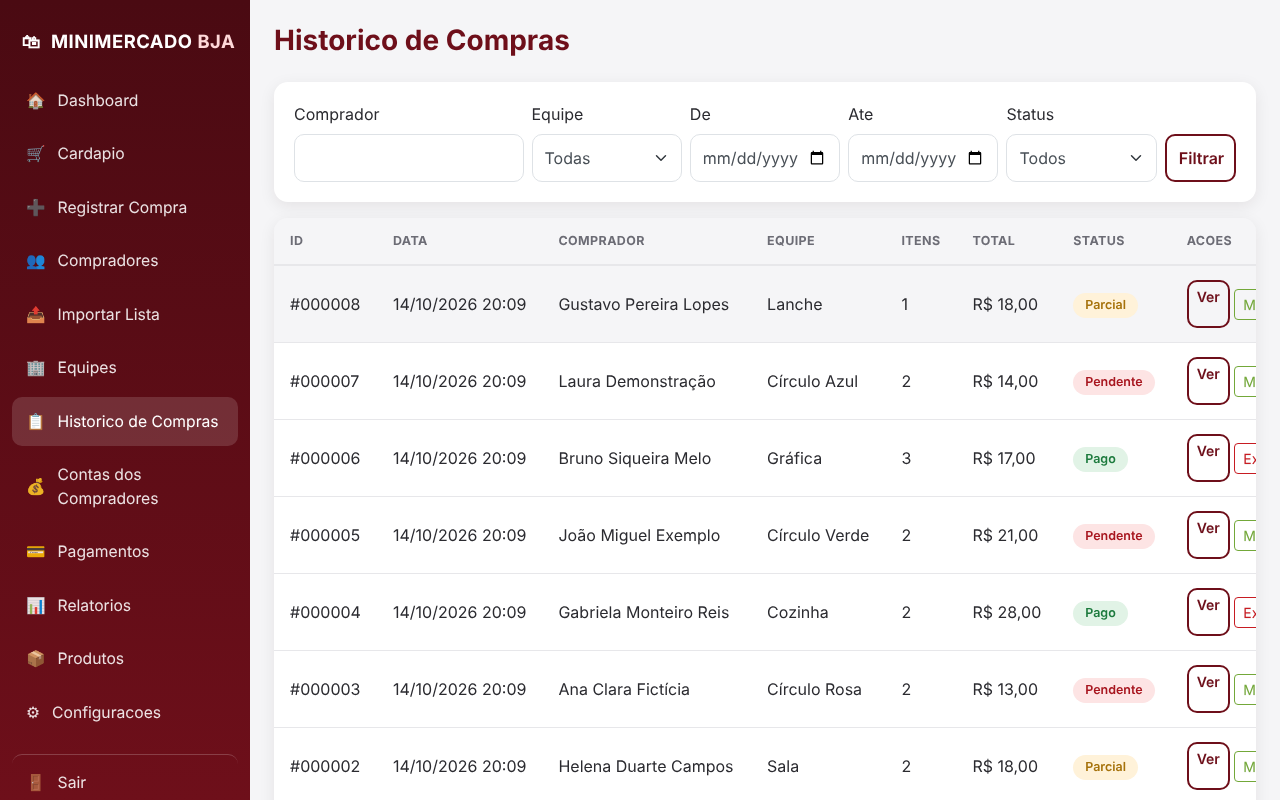 MINIMERCADO BJA
Dashboard
Cardapio
Registrar Compra
Compradores
Importar Lista
Equipes
Historico de Compras
Contas dos
Compradores
Pagamentos
Relatorios
Produtos
Configuracoes
Sair
Historico de Compras
Comprador Equipe De Ate Status
Todas mm/dd/yyyy mm/dd/yyyy Todos Filtrar
ID DATA COMPRADOR EQUIPE ITENS TOTAL STATUS ACOES
#000008 14/10/2026 20:09 Gustavo Pereira Lopes Lanche 1 R$ 18,00 Parcial Ver
#000007 14/10/2026 20:09 Laura Demonstração Círculo Azul 2 R$ 14,00 Pendente Ver
#000006 14/10/2026 20:09 Bruno Siqueira Melo Gráfica 3 R$ 17,00 Pago Ver
#000005 14/10/2026 20:09 João Miguel Exemplo Círculo Verde 2 R$ 21,00 Pendente Ver
#000004 14/10/2026 20:09 Gabriela Monteiro Reis Cozinha 2 R$ 28,00 Pago Ver
#000003 14/10/2026 20:09 Ana Clara Fictícia Círculo Rosa 2 R$ 13,00 Pendente Ver
#000002 14/10/2026 20:09 Helena Duarte Campos Sala 2 R$ 18,00 Parcial Ver